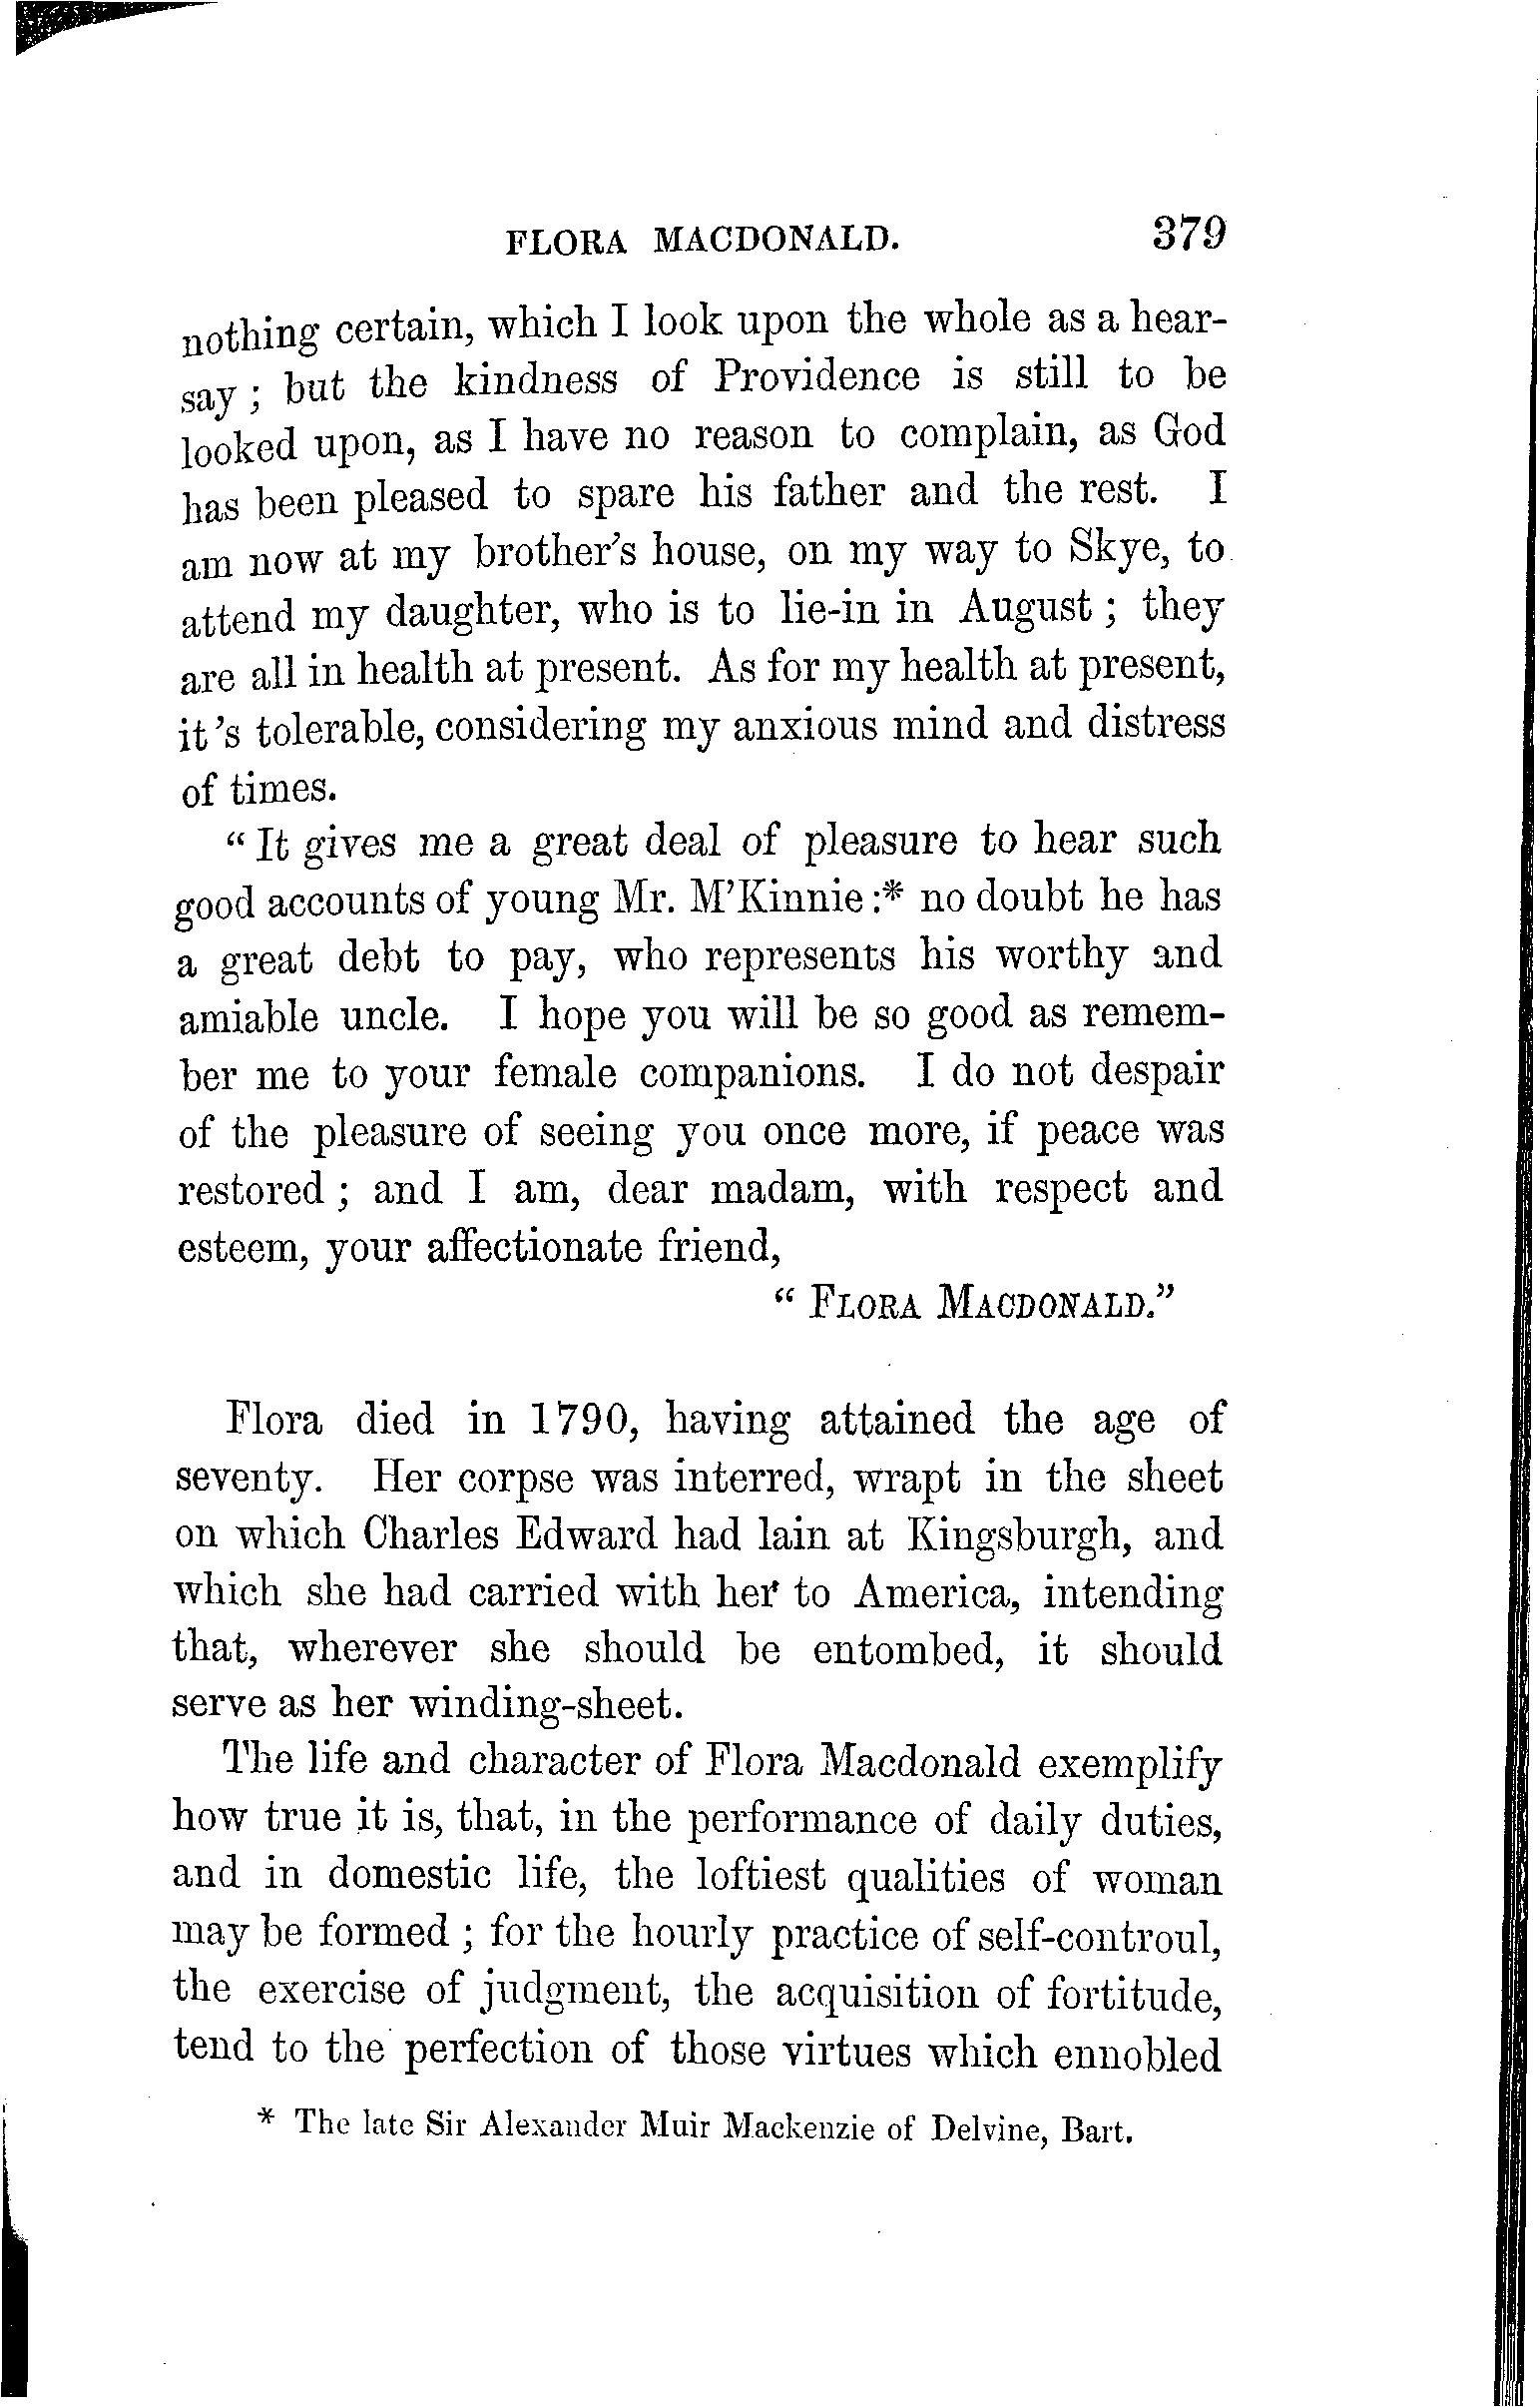 FLORA MACDONALD. 379
nothing certain, which I look upon the whole as a hear-
say ; but the kindness of Providence is still to be
looked upon, as I have no reason to complain, as God
has been pleased to spare his father and the rest. I
am now at my brother's house, on my way to Skye, to
attend my daughter, who is to lie-in in August ; they
are all in health at present. As for my health at present,
it 's tolerable, considering my anxious mind and distress
of times.
" It gives me a great deal of pleasure to hear such
good accounts of young Mr. M'Kinnie :* no doubt he has
a great debt to pay, who represents his worthy and
amiable uncle. I hope you will be so good as remem-
ber me to your female companions. I do not despair
of the pleasure of seeing you once more, if peace was
restored ; and I am, dear madam, with respect and
esteem, your affectionate friend,
" FLORA MACDONALD."
Flora died in 1790, having attained the age of
seventy. Her corpse was interred, wrapt in the sheet
on which Charles Edward had lain at Kingsburgh, and
which she had carried with her to America, intending
that, wherever she should be entombed, it should
serve as her winding-sheet.
The life and character of Flora Macdonald exemplify
how true it is, that, in the performance of daily duties,
and in domestic life, the loftiest qualities of woman
may be formed ; for the hourly practice of self-controul,
the exercise of judgment, the acquisition of fortitude,
tend to the perfection of those virtues which ennobled
* The late Sir Alexander Muir Mackenzie of Delvine, Bart.